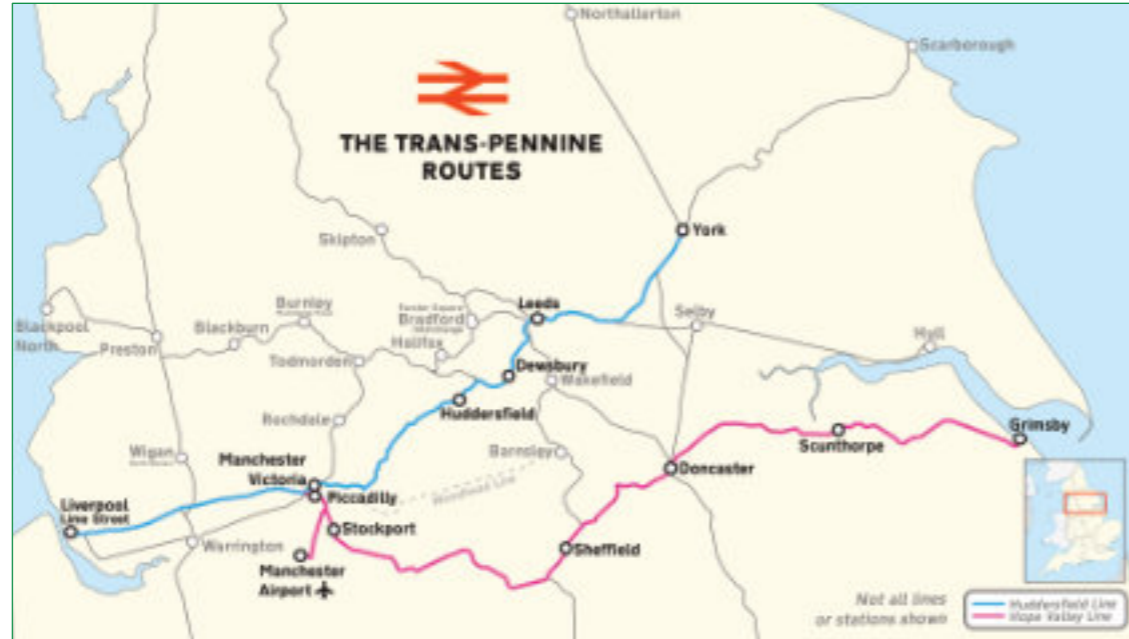 Northallerton
Scarborough
THE TRANS-PENNINE
ROUTES
York
Skipton
Leeds
Selby
Burnley
Bradford
Blackpool
North
Blackburn
Preston
Halifax
Hull
Todmorden
Dewsbury
Wakefield
Huddersfield
Rochdale
Grimsby
Scunthorpe
Wigan
Barnsley
Manchester
Victoria
Doncaster
Piccadilly
Woodhead Line
Liverpool
Lime Street
Stockport
Warrington
Sheffield
Manchester
Airport
Not all lines
or stations shown
Huddersfield Line
Hope Valley Line